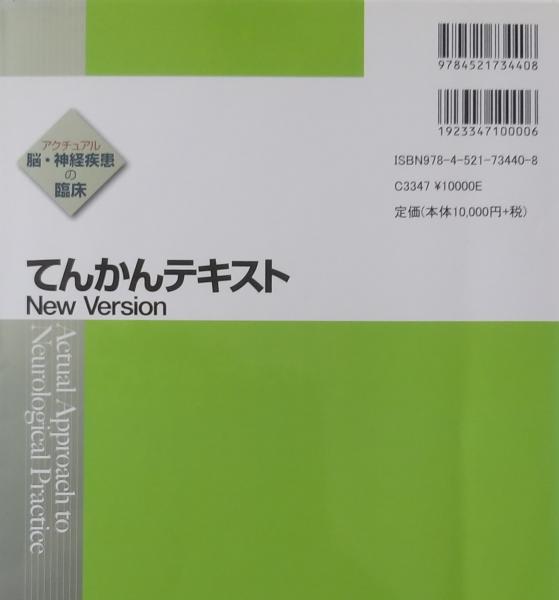 9784521734408
1923347100006
ISBN978-4-521-73440-8
C3347 ¥10000E
定価(本体10,000円+税)
アクチュアル
脳・神経疾患
の
臨床
てんかんテキスト
New Version
Actual Approach to
Neurological Practice